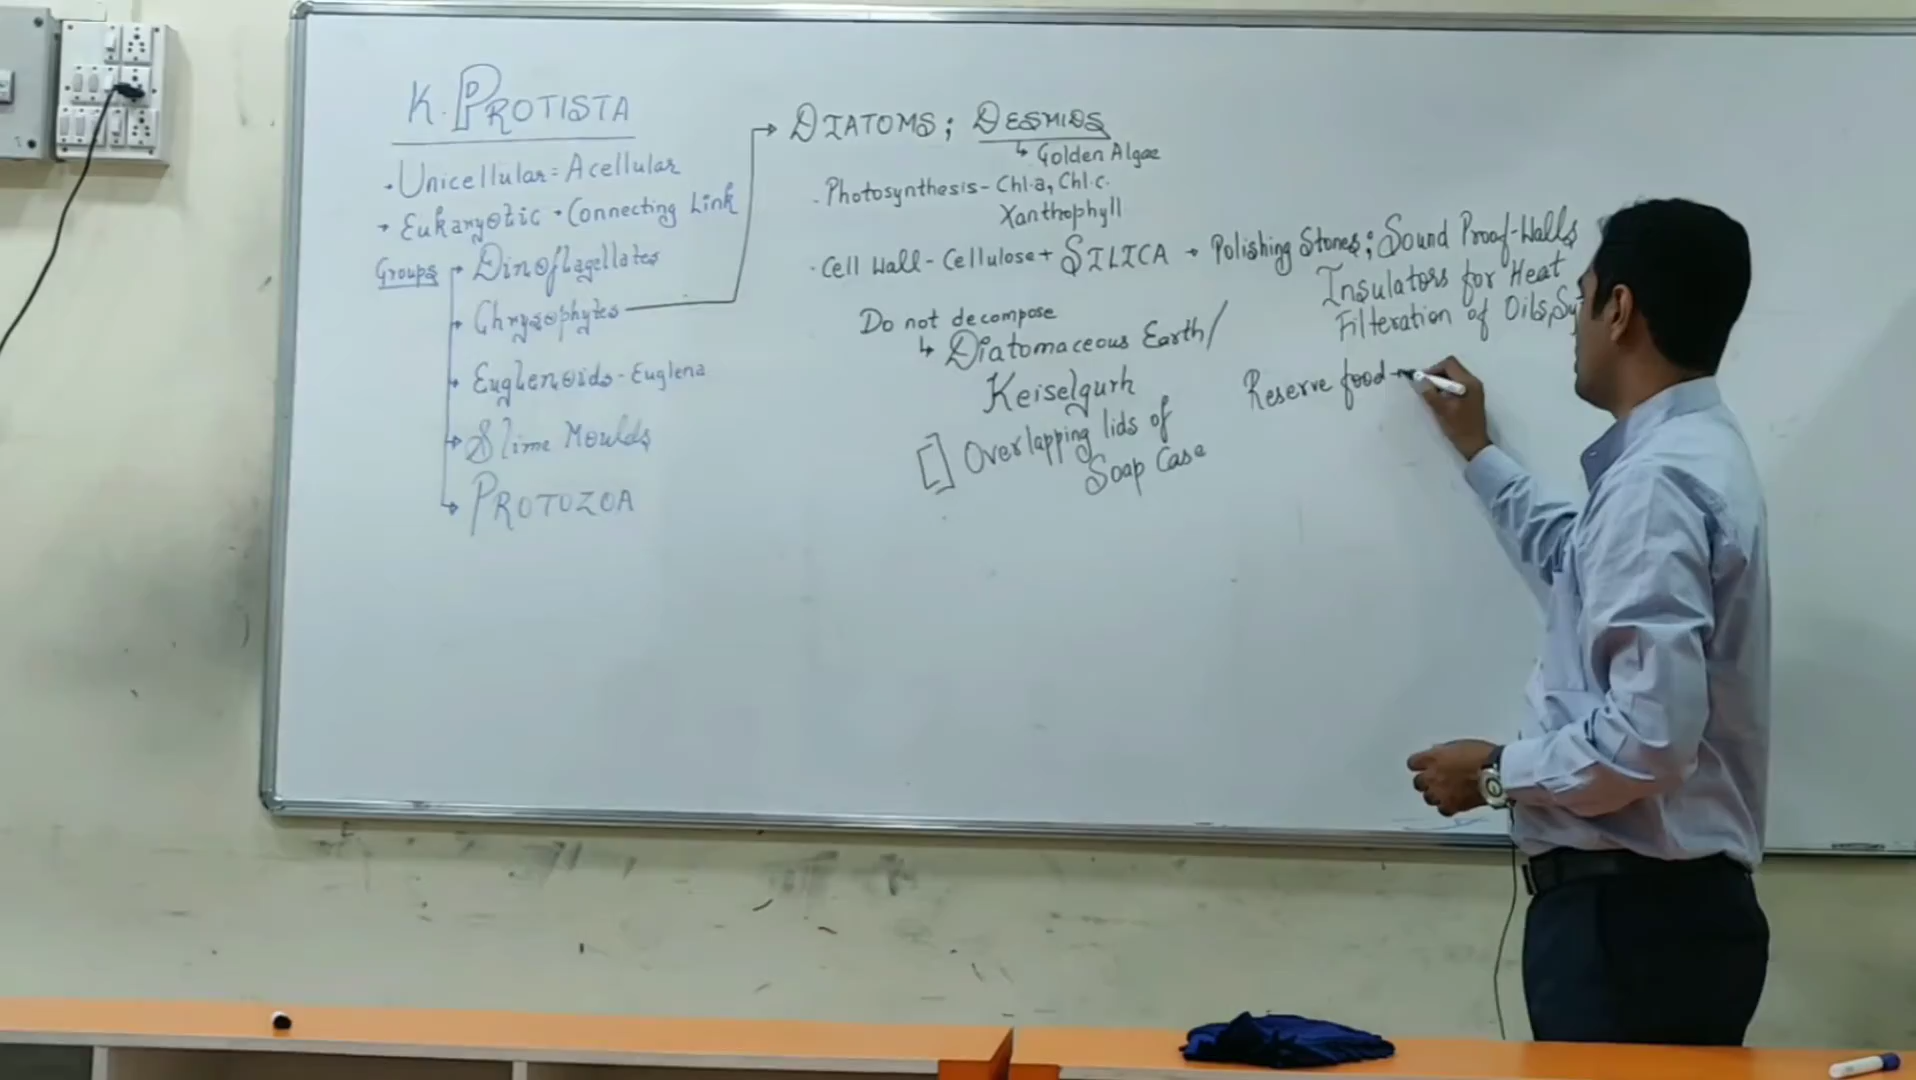 K. PROTISTA
• Unicellular = Acellular
• Eukaryotic • Connecting Link
Groups → Dinoflagellates
→ Chrysophytes
→ Euglenoids - Euglena
→ Slime Moulds
→ PROTOZOA
→ DIATOMS; DESMIDS
↳ Golden Algae
• Photosynthesis - Chl.a, Chl.c.
Xanthophyll
• Cell Wall - Cellulose + SILICA → Polishing Stones; Sound Proof-Walls
Insulators for Heat
Filteration of Oils,
Do not decompose
↳ Diatomaceous Earth/
Keiselgurh
Overlapping lids of
Soap Case
Reserve food -